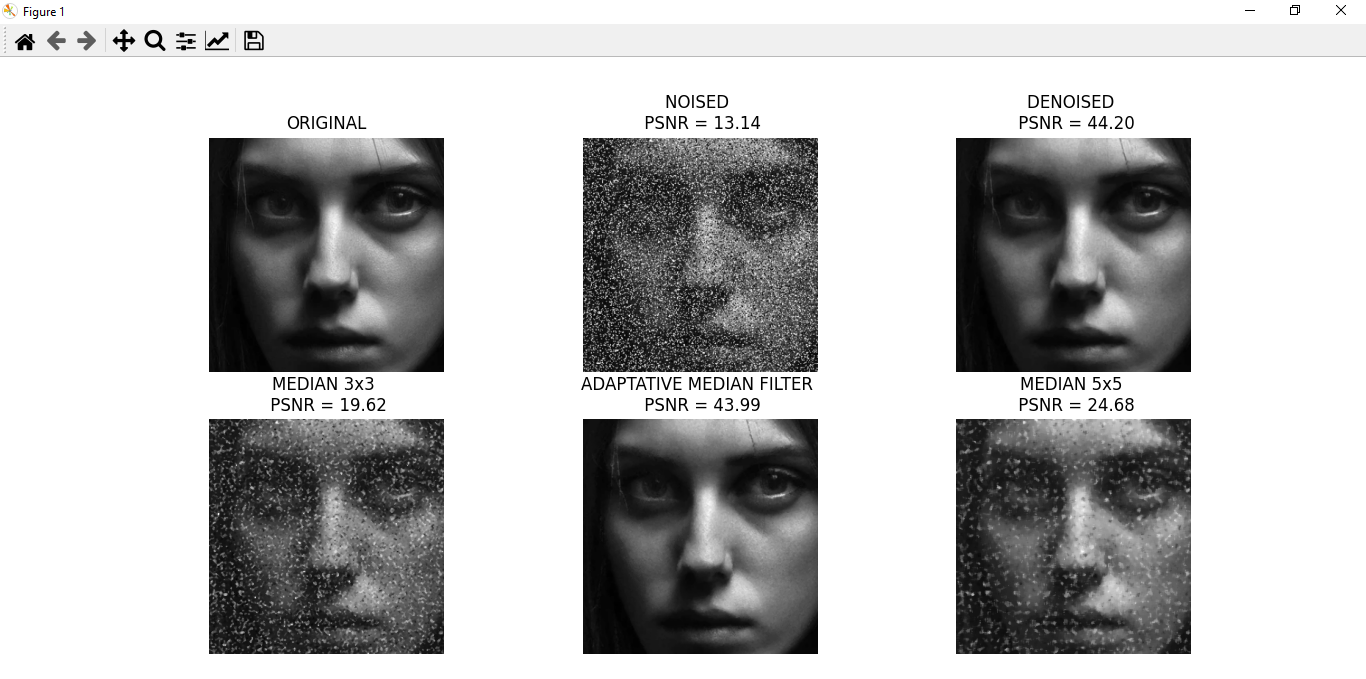 Figure 1
ORIGINAL
NOISED
PSNR = 13.14
DENOISED
PSNR = 44.20
MEDIAN 3x3
PSNR = 19.62
ADAPTATIVE MEDIAN FILTER
PSNR = 43.99
MEDIAN 5x5
PSNR = 24.68